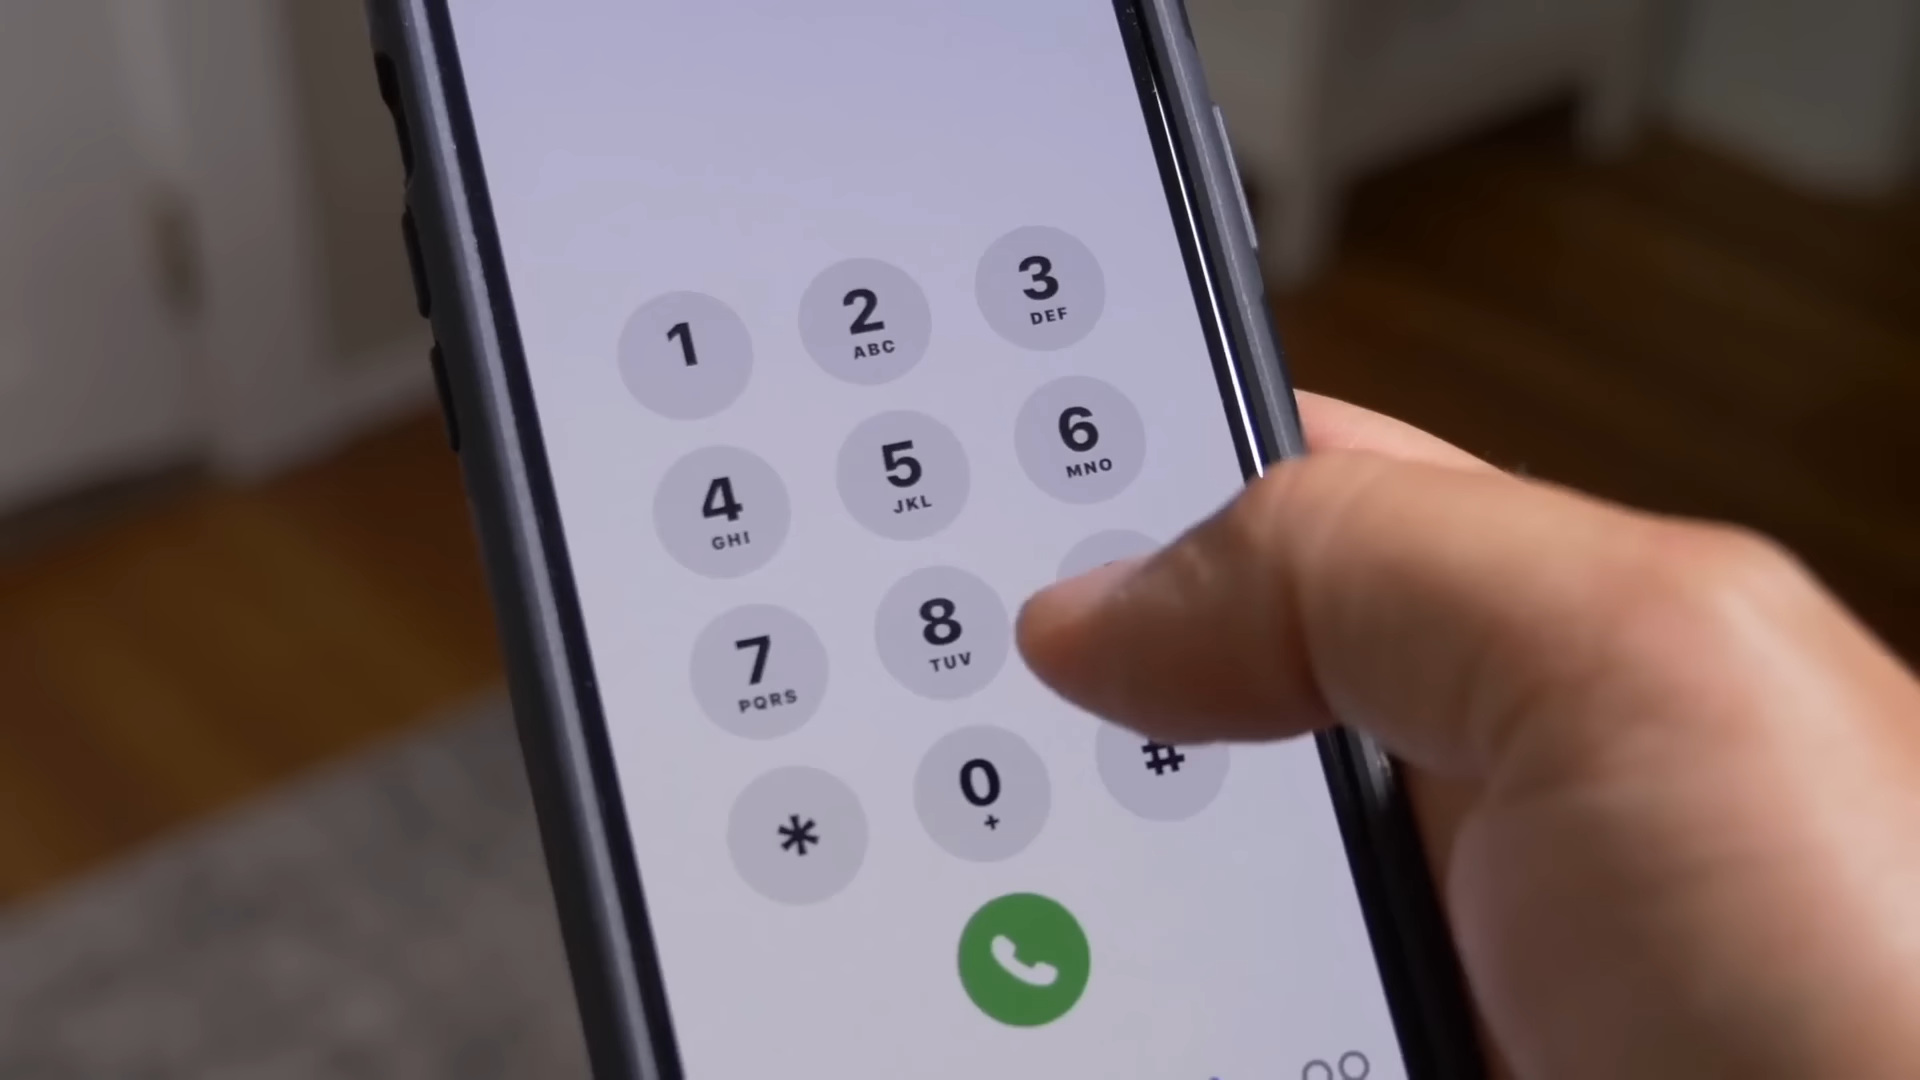 1 2 3
ABC DEF
4 5 6
GHI JKL MNO
7 8
PQRS TUV
* 0 #
+